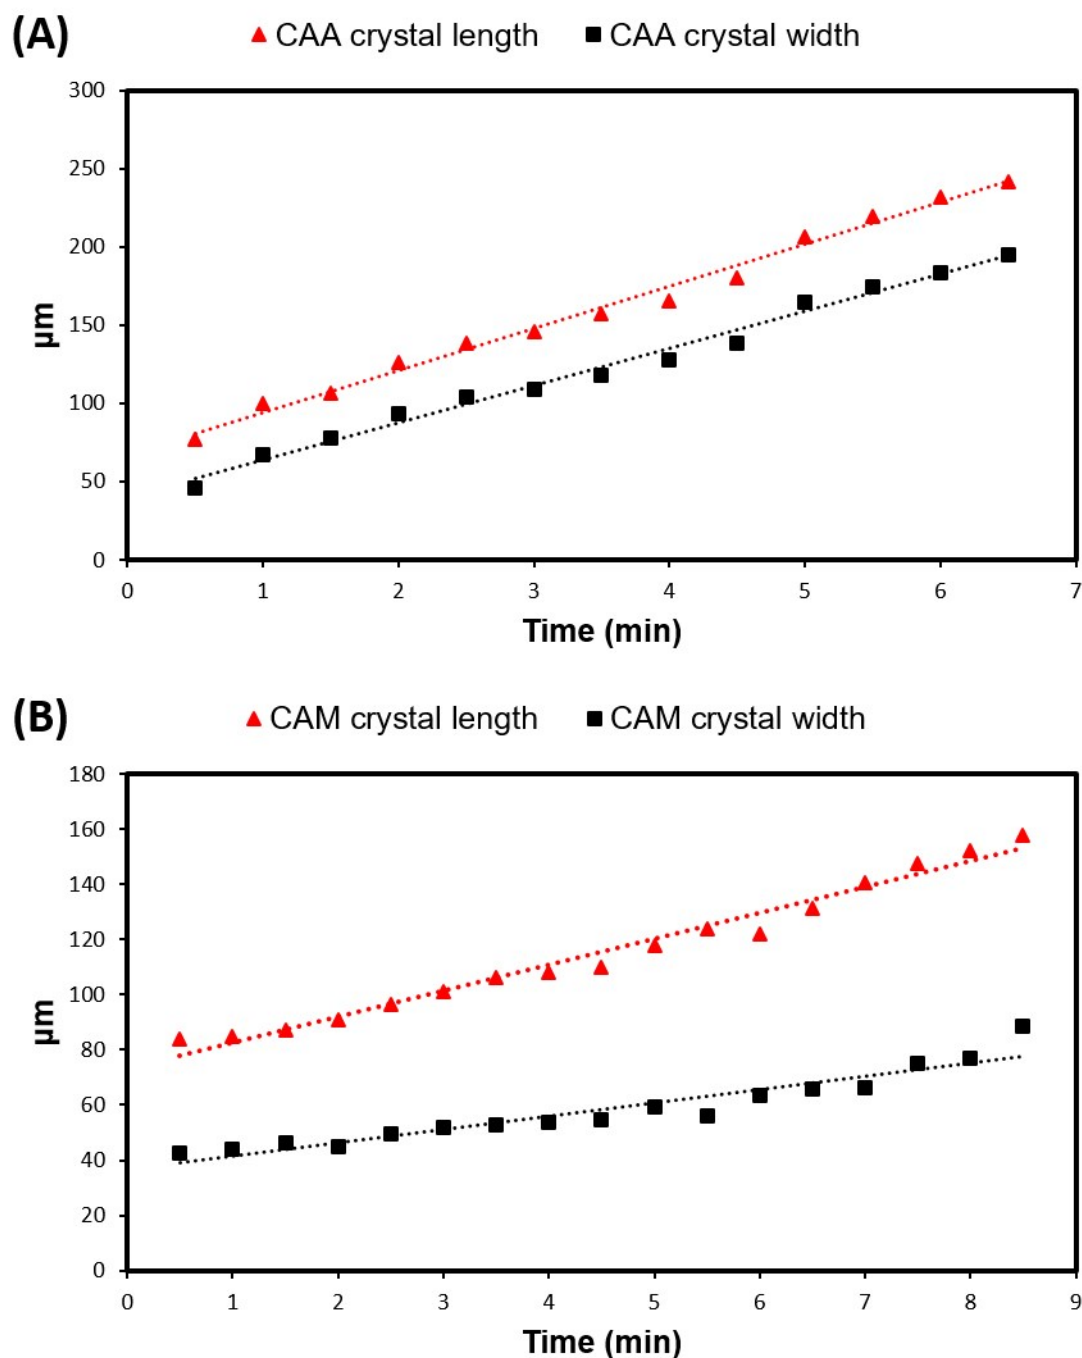 (A)
CAA crystal length CAA crystal width
300
250
200
150
100
50
0
µm
0 1 2 3 4 5 6 7
Time (min)
(B)
CAM crystal length CAM crystal width
180
160
140
120
100
80
60
40
20
0
µm
0 1 2 3 4 5 6 7 8 9
Time (min)